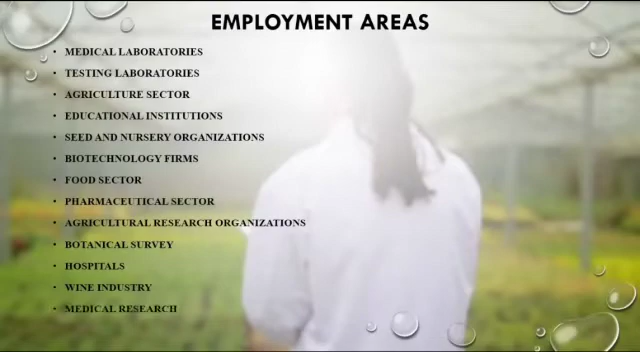 EMPLOYMENT AREAS
• MEDICAL LABORATORIES
• TESTING LABORATORIES
• AGRICULTURE SECTOR
• EDUCATIONAL INSTITUTIONS
• SEED AND NURSERY ORGANIZATIONS
• BIOTECHNOLOGY FIRMS
• FOOD SECTOR
• PHARMACEUTICAL SECTOR
• AGRICULTURAL RESEARCH ORGANIZATIONS
• BOTANICAL SURVEY
• HOSPITALS
• WINE INDUSTRY
• MEDICAL RESEARCH